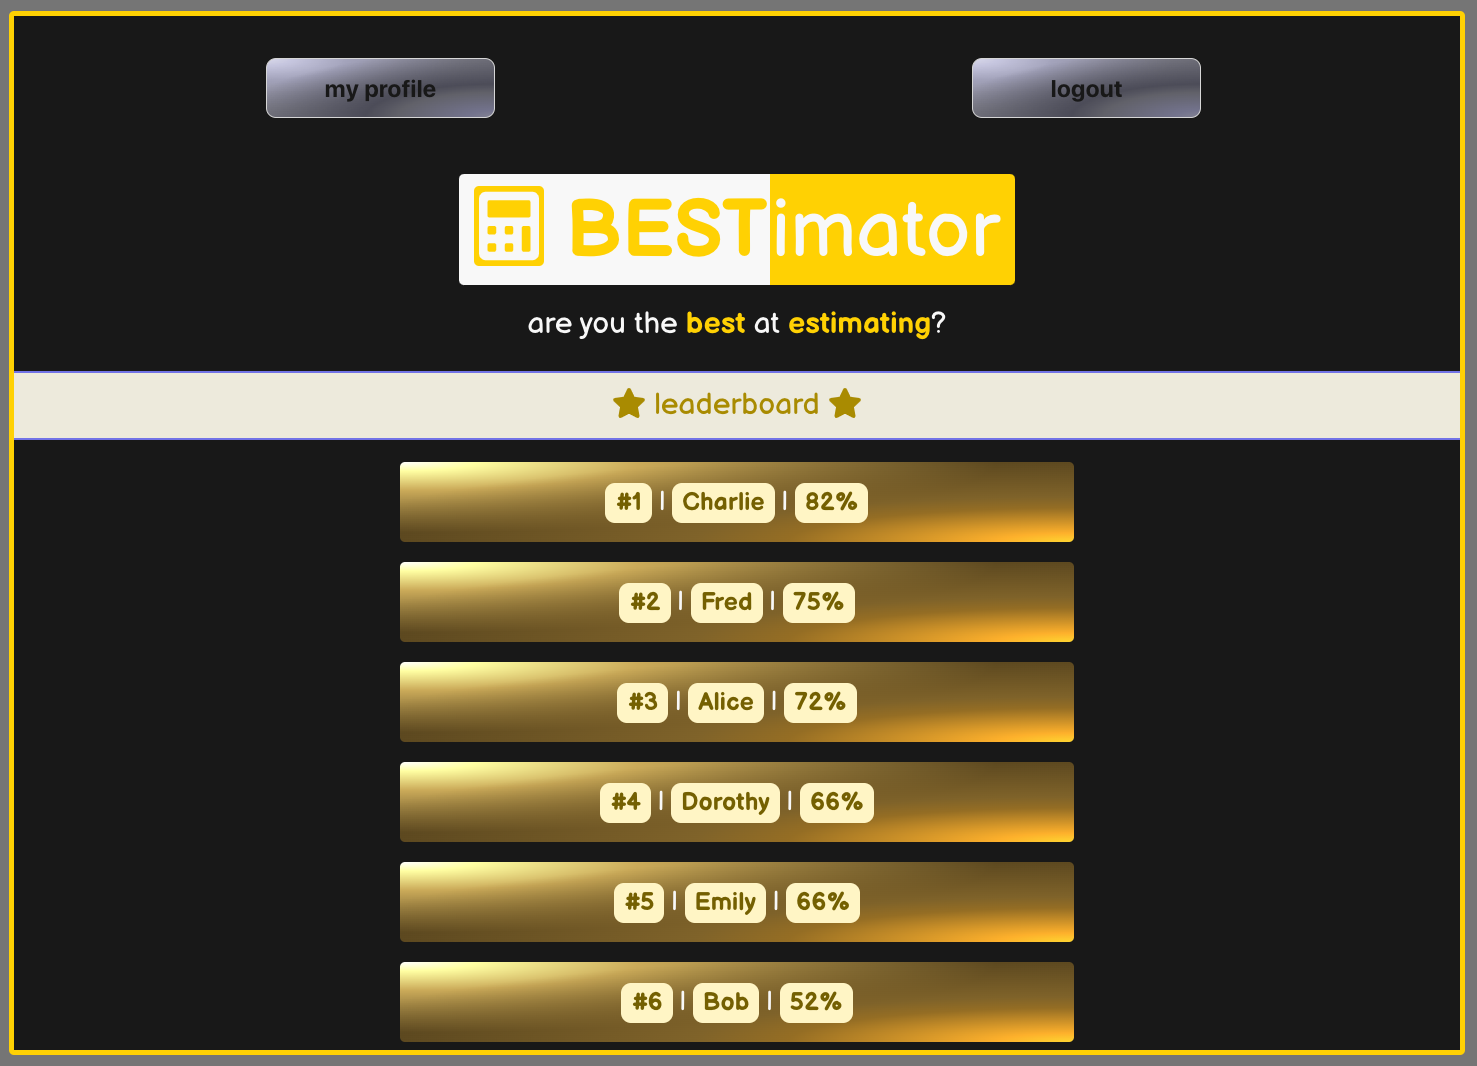 my profile
logout
BESTimator
are you the best at estimating?
leaderboard
#1 | Charlie | 82%
#2 | Fred | 75%
#3 | Alice | 72%
#4 | Dorothy | 66%
#5 | Emily | 66%
#6 | Bob | 52%